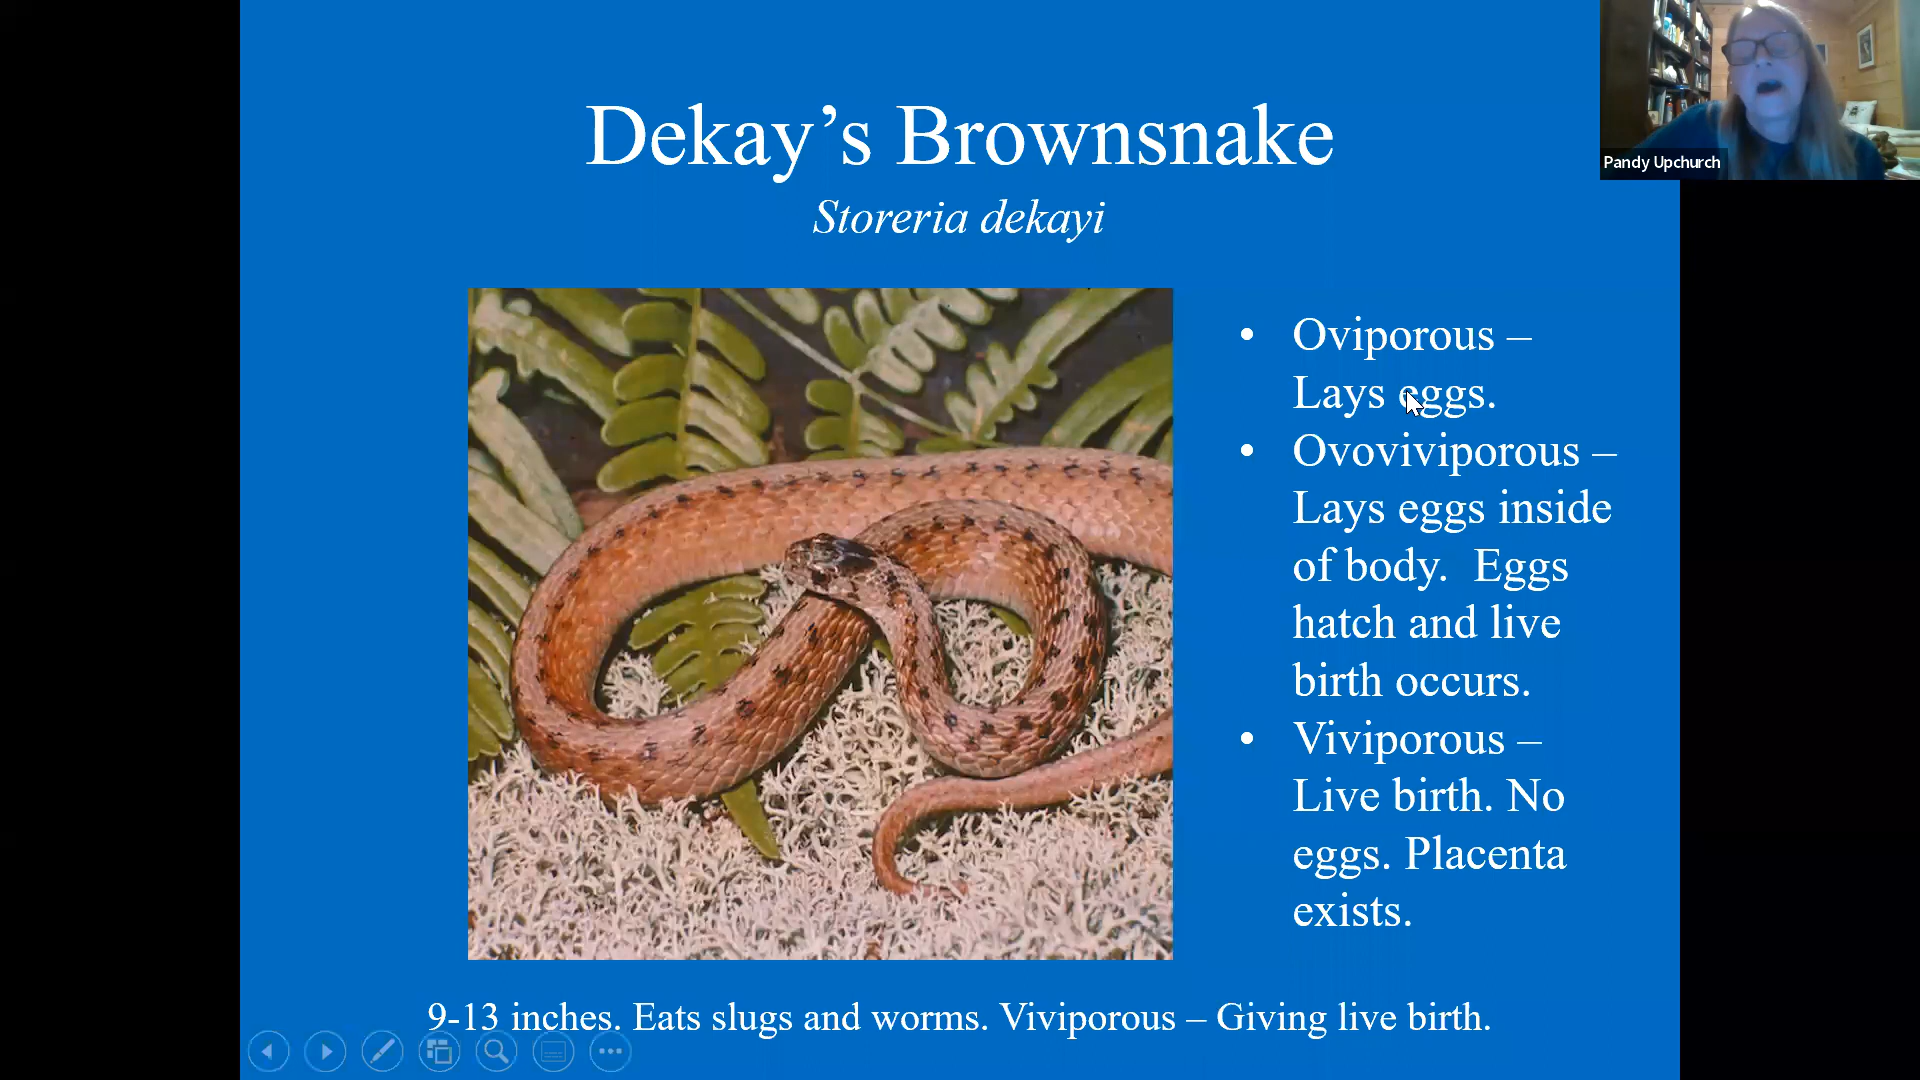 Dekay’s Brownsnake
Storeria dekayi
Pandy Upchurch
• Oviporous –
Lays eggs.
• Ovoviviporous –
Lays eggs inside
of body.  Eggs
hatch and live
birth occurs.
• Viviporous –
Live birth. No
eggs. Placenta
exists.
9-13 inches. Eats slugs and worms. Viviporous – Giving live birth.